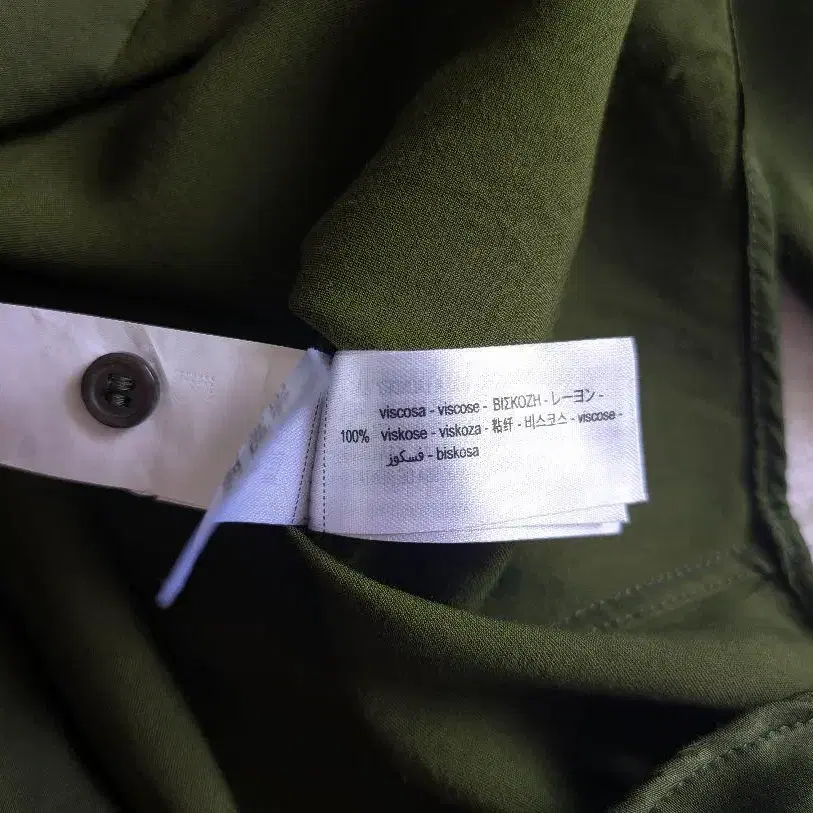 viscosa - viscose - ΒΙΣΚΟΖΗ - レーヨン -
100% viskose - viskoza - 粘纤 - 비스코스 - viscose -
فسكوز - biskosa